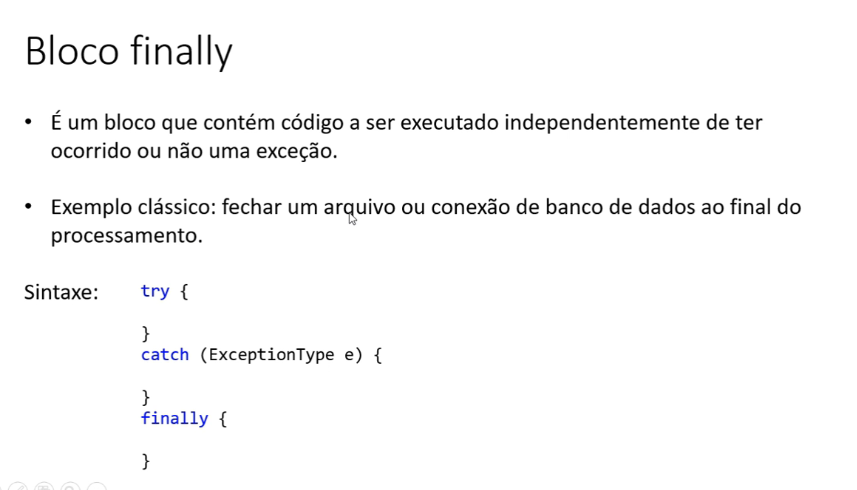 Bloco finally
• É um bloco que contém código a ser executado independentemente de ter
ocorrido ou não uma exceção.
• Exemplo clássico: fechar um arquivo ou conexão de banco de dados ao final do
processamento.
Sintaxe: try {
}
catch (ExceptionType e) {
}
finally {
}